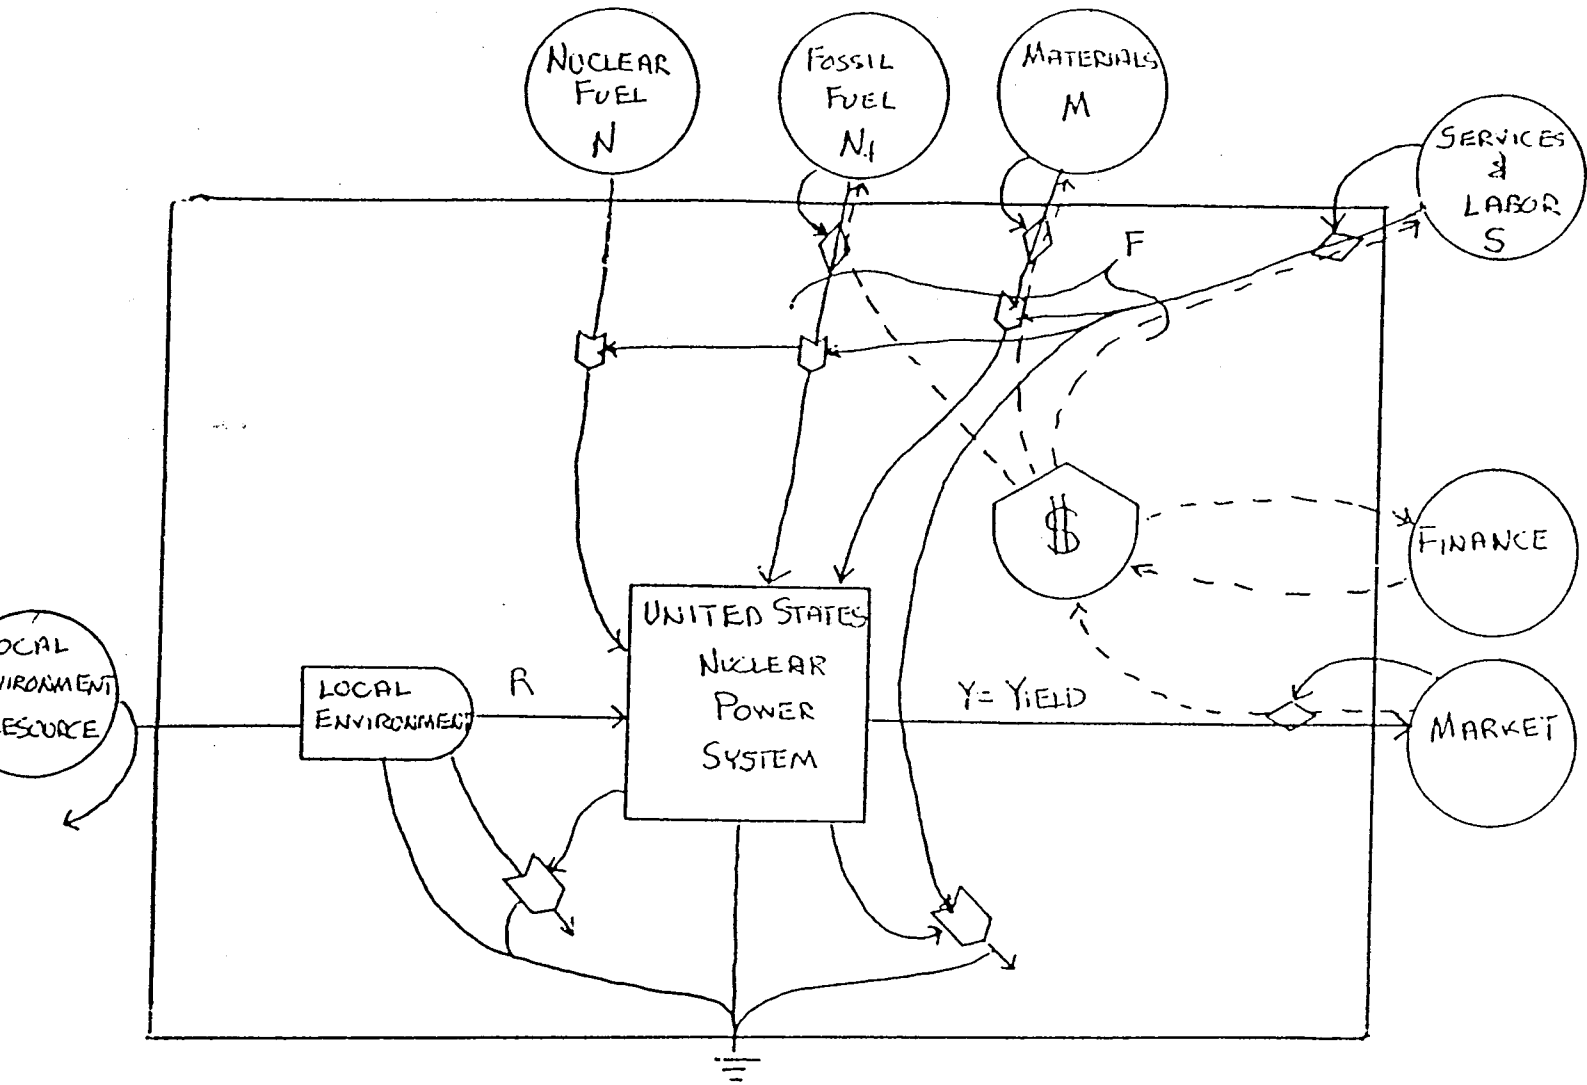 NUCLEAR
FUEL
N
FOSSIL
FUEL
N1
MATERIALS
M
SERVICES
&
LABOR
S
F
$
FINANCE
OCAL
VIRONMENT
ESOURCE
LOCAL
ENVIRONMENT
R
UNITED STATES
NUCLEAR
POWER
SYSTEM
Y= YIELD
MARKET